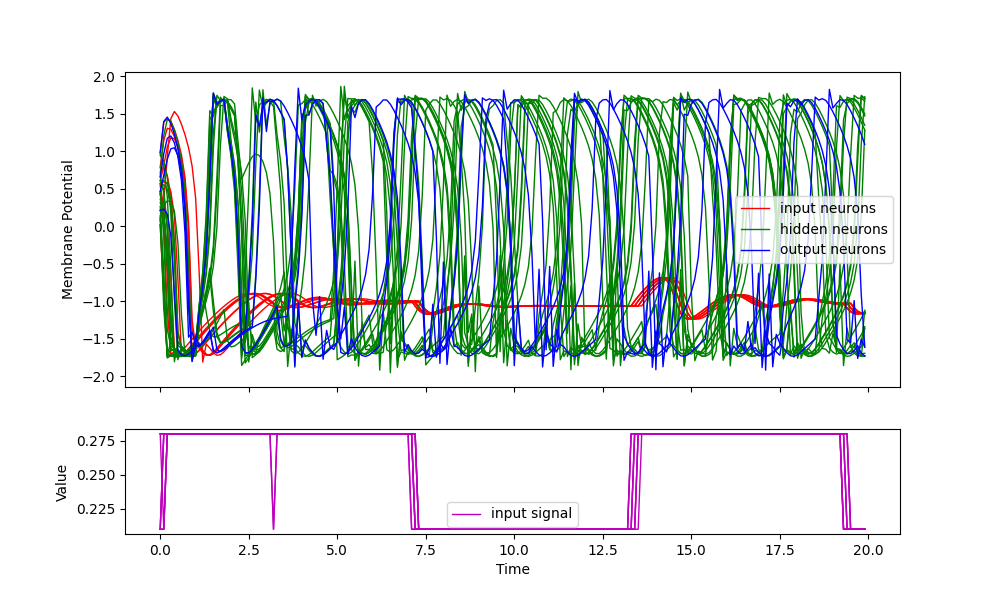 2.0
1.5
1.0
0.5
0.0
−0.5
−1.0
−1.5
−2.0
Membrane Potential
input neurons
hidden neurons
output neurons
0.275
0.250
0.225
Value
input signal
0.0 2.5 5.0 7.5 10.0 12.5 15.0 17.5 20.0
Time